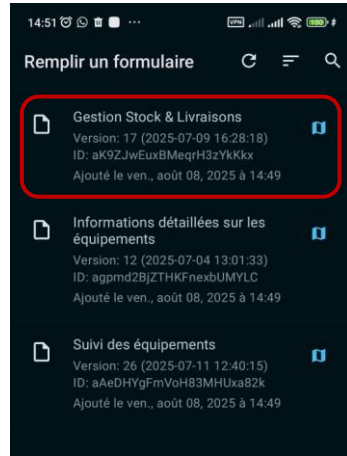 14:51
VPN 100
Remplir un formulaire
Gestion Stock & Livraisons
Version: 17 (2025-07-09 16:28:18)
ID: aK9ZJwEuxBMeqrH3zYkKkx
Ajouté le ven., août 08, 2025 à 14:49
Informations détaillées sur les
équipements
Version: 12 (2025-07-04 13:01:33)
ID: agpmd2BjZTHKFnexbUMYLC
Ajouté le ven., août 08, 2025 à 14:49
Suivi des équipements
Version: 26 (2025-07-11 12:40:15)
ID: aAeDHYgFmVoH83MHUxa82k
Ajouté le ven., août 08, 2025 à 14:49